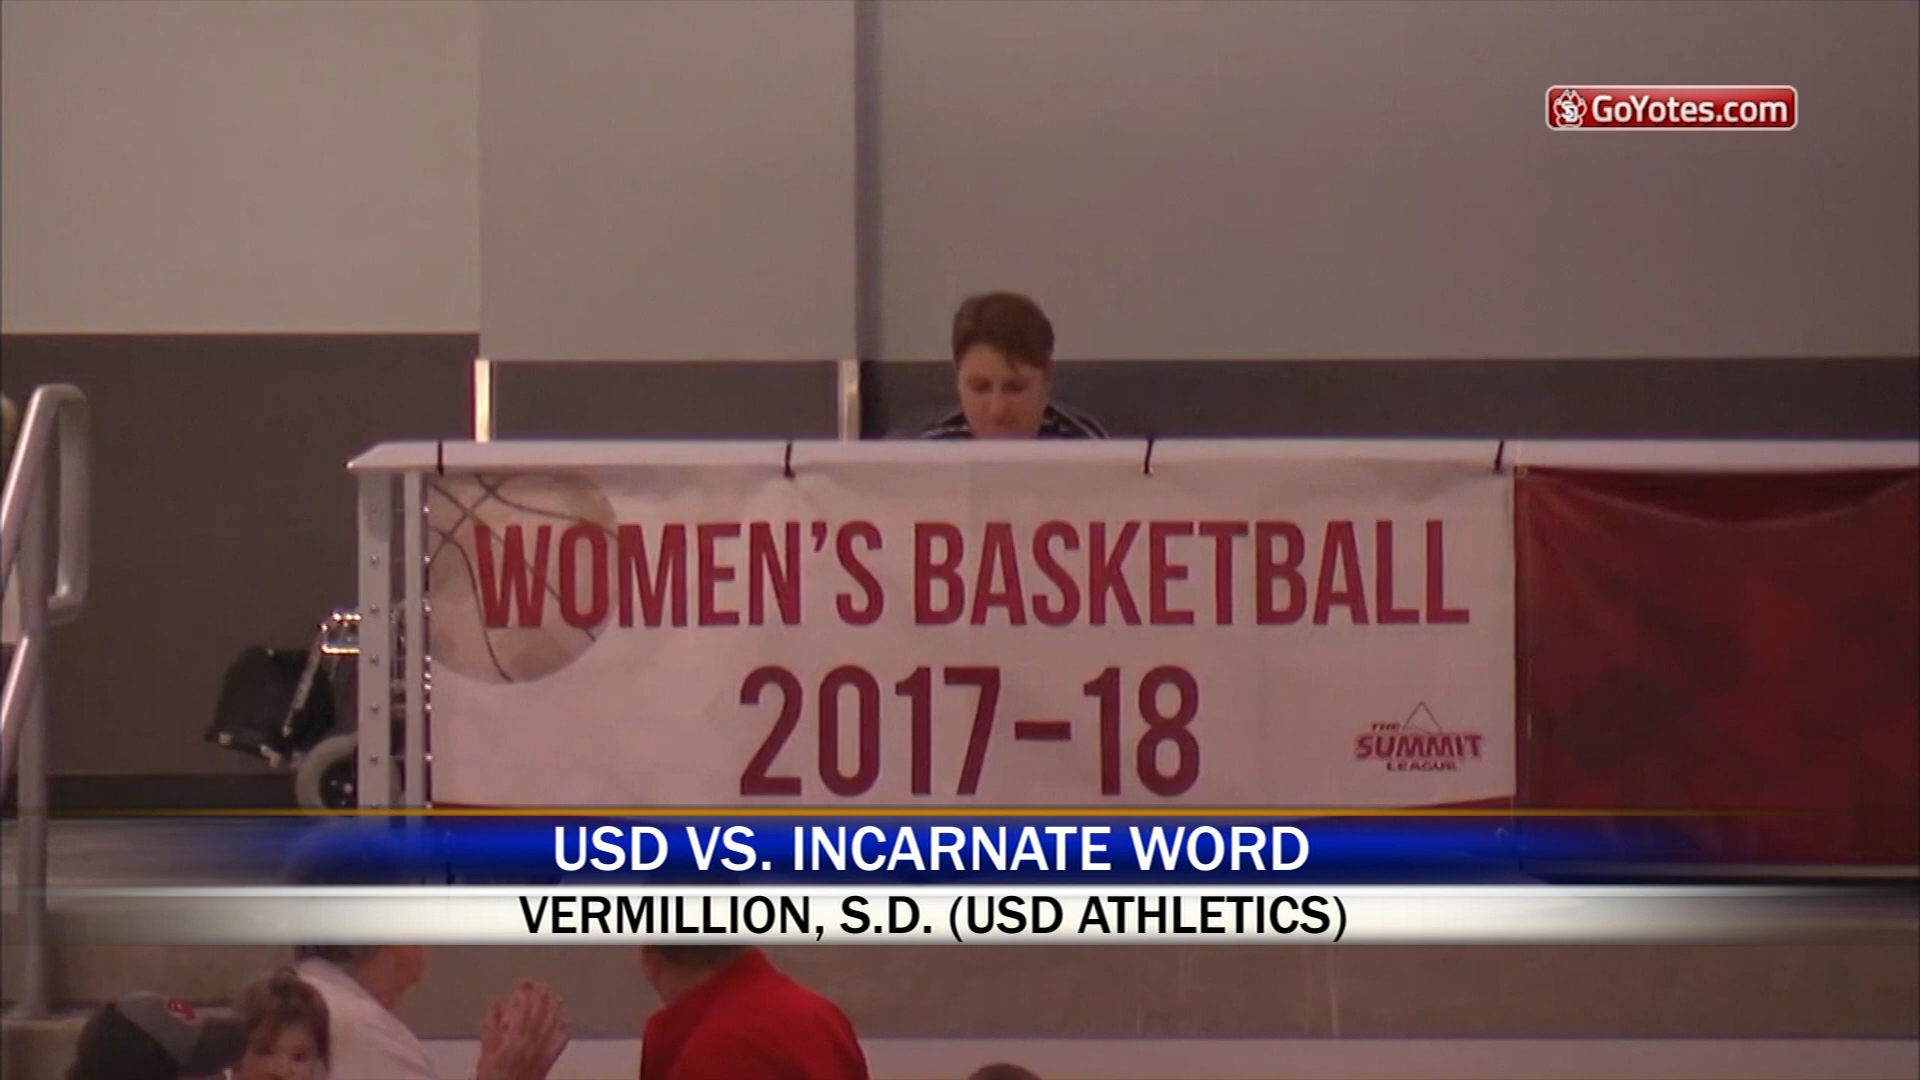 GoYotes.com
WOMEN'S BASKETBALL
2017-18
THE
SUMMIT
LEAGUE
USD VS. INCARNATE WORD
VERMILLION, S.D. (USD ATHLETICS)